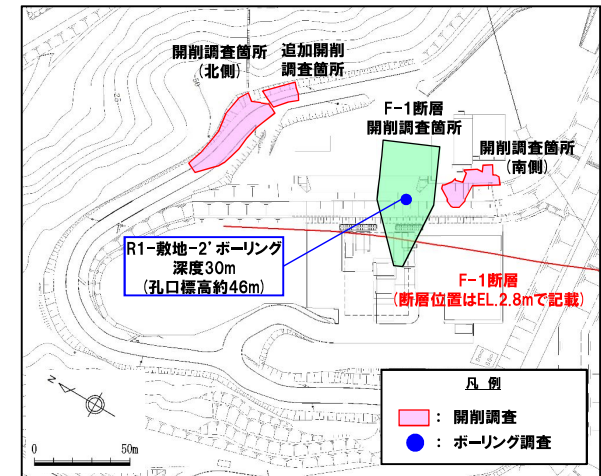 開削調査箇所
(北側)
追加開削
調査箇所
F-1断層
開削調査箇所
開削調査箇所
(南側)
R1-敷地-2’ボーリング
深度30m
(孔口標高約46m)
F-1断層
(断層位置はEL.2.8mで記載)
N
0 50m
凡 例
: 開削調査
: ボーリング調査